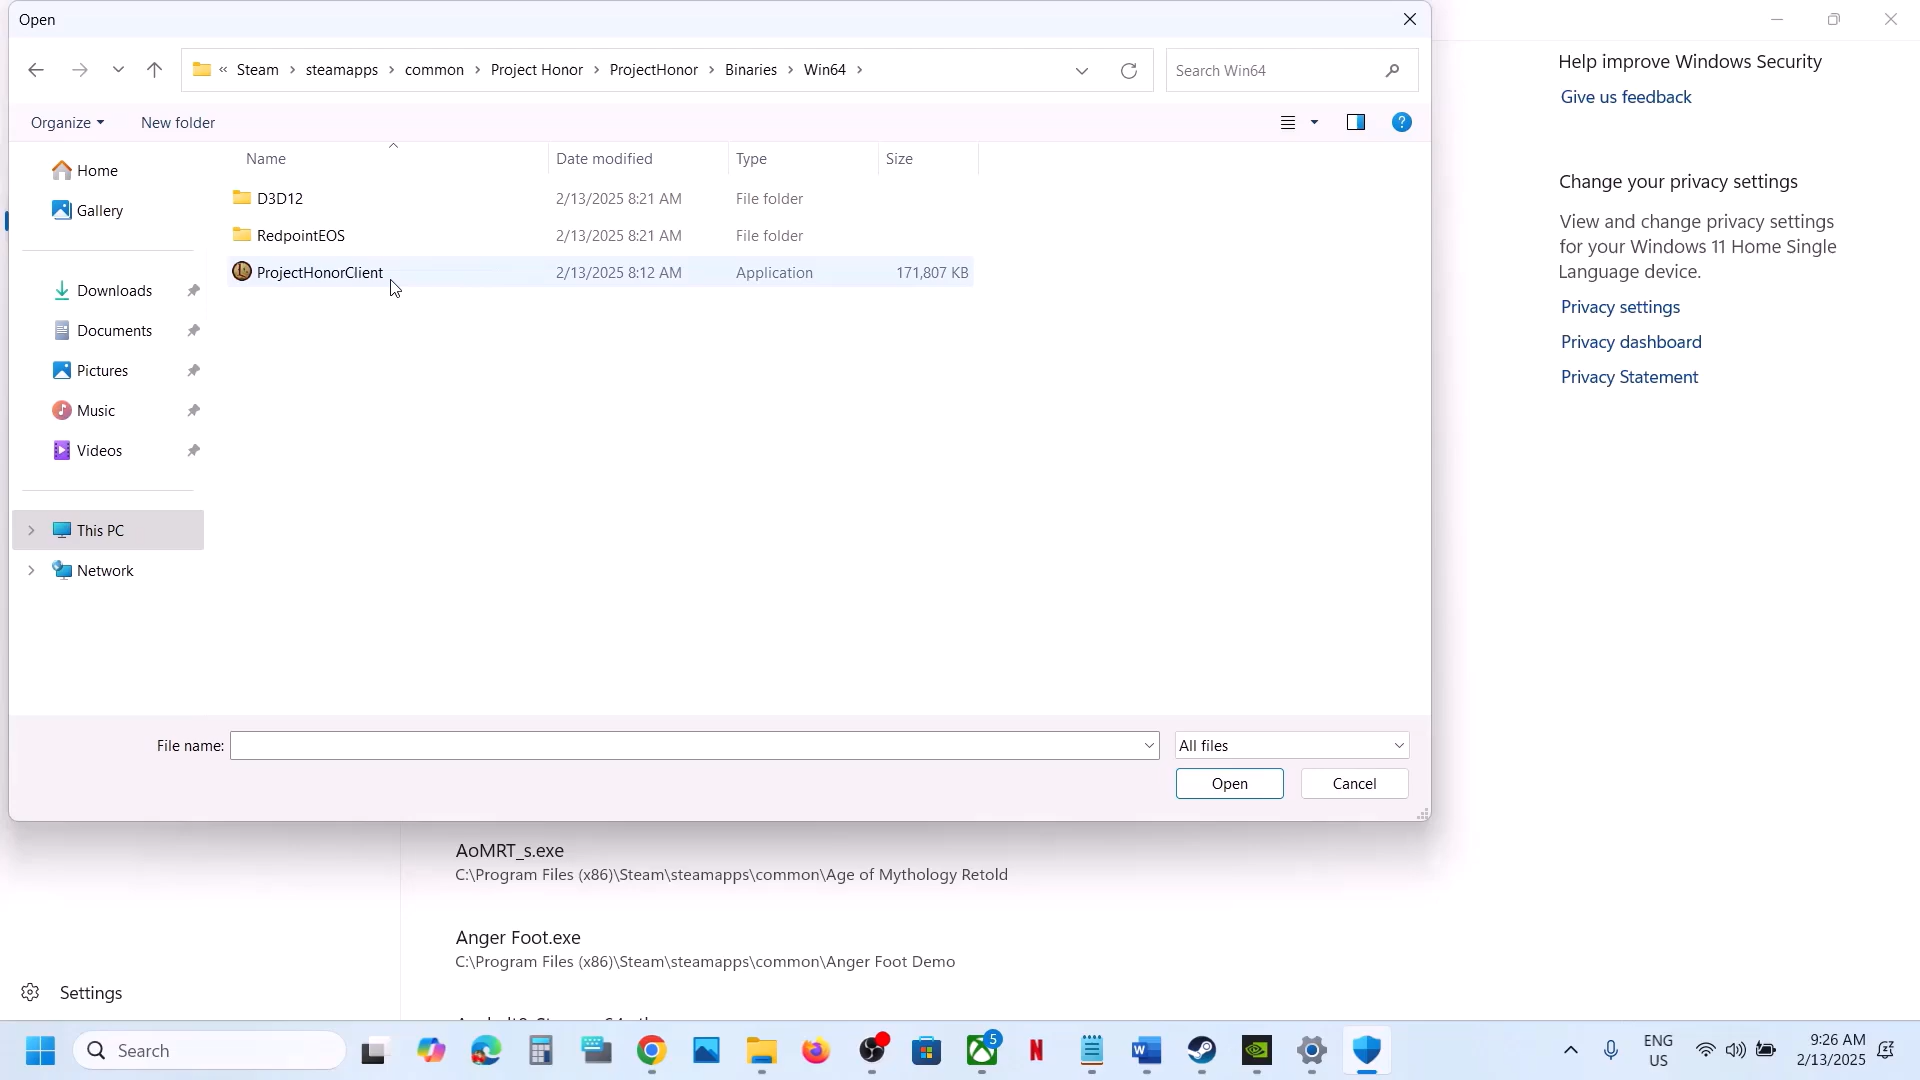 Open
« Steam > steamapps > common > Project Honor > ProjectHonor > Binaries > Win64 >
Search Win64
Organize
New folder
Name
Date modified
Type
Size
Home
Gallery
Downloads
Documents
Pictures
Music
Videos
This PC
Network
D3D12 2/13/2025 8:21 AM File folder
RedpointEOS 2/13/2025 8:21 AM File folder
ProjectHonorClient 2/13/2025 8:12 AM Application 171,807 KB
File name:
All files
Open
Cancel
Help improve Windows Security
Give us feedback
Change your privacy settings
View and change privacy settings
for your Windows 11 Home Single
Language device.
Privacy settings
Privacy dashboard
Privacy Statement
AoMRT_s.exe
C:\Program Files (x86)\Steam\steamapps\common\Age of Mythology Retold
Anger Foot.exe
C:\Program Files (x86)\Steam\steamapps\common\Anger Foot Demo
Settings
Search
5
ENG
US
9:26 AM
2/13/2025